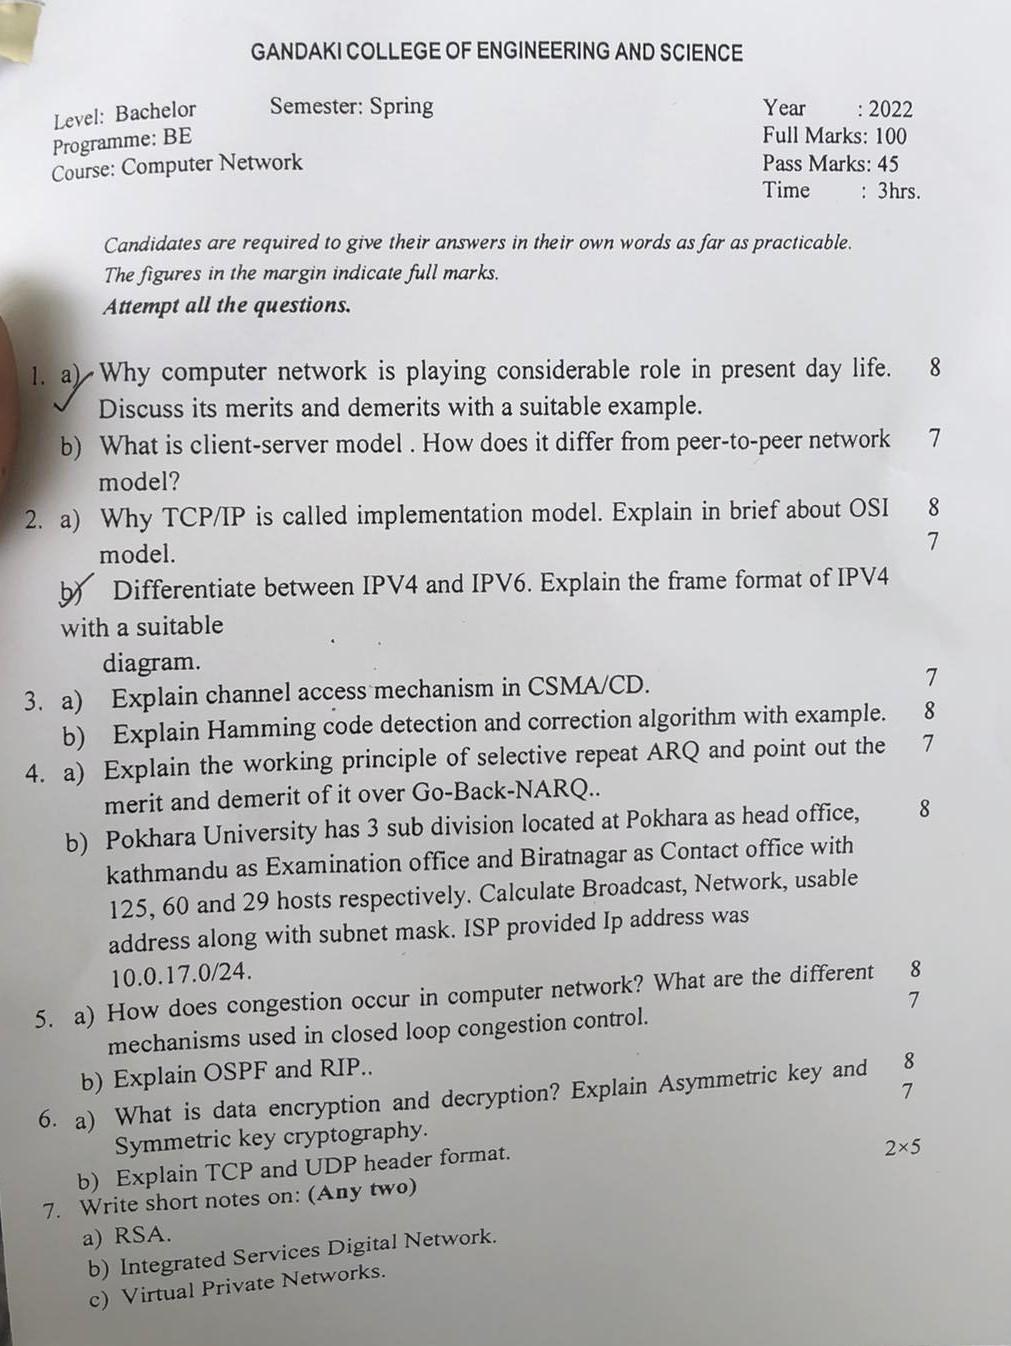 GANDAKI COLLEGE OF ENGINEERING AND SCIENCE
Level: Bachelor Semester: Spring Year : 2022
Programme: BE Full Marks: 100
Course: Computer Network Pass Marks: 45
Time : 3hrs.
Candidates are required to give their answers in their own words as far as practicable.
The figures in the margin indicate full marks.
Attempt all the questions.
1. a) Why computer network is playing considerable role in present day life. 8
Discuss its merits and demerits with a suitable example.
b) What is client-server model . How does it differ from peer-to-peer network 7
model?
2. a) Why TCP/IP is called implementation model. Explain in brief about OSI 8
model. 7
b) Differentiate between IPV4 and IPV6. Explain the frame format of IPV4
with a suitable
diagram.
3. a) Explain channel access mechanism in CSMA/CD. 7
b) Explain Hamming code detection and correction algorithm with example. 8
4. a) Explain the working principle of selective repeat ARQ and point out the 7
merit and demerit of it over Go-Back-NARQ..
b) Pokhara University has 3 sub division located at Pokhara as head office, 8
kathmandu as Examination office and Biratnagar as Contact office with
125, 60 and 29 hosts respectively. Calculate Broadcast, Network, usable
address along with subnet mask. ISP provided Ip address was
10.0.17.0/24.
5. a) How does congestion occur in computer network? What are the different 8
mechanisms used in closed loop congestion control. 7
b) Explain OSPF and RIP..
6. a) What is data encryption and decryption? Explain Asymmetric key and 8
Symmetric key cryptography. 7
b) Explain TCP and UDP header format.
7. Write short notes on: (Any two) 2×5
a) RSA.
b) Integrated Services Digital Network.
c) Virtual Private Networks.